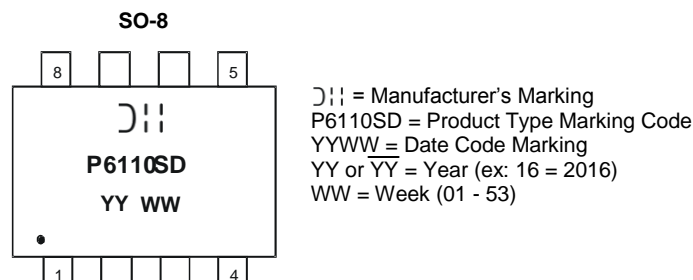 SO-8
8 5
P6110SD
YY WW
1 4
= Manufacturer's Marking
P6110SD = Product Type Marking Code
YYWW = Date Code Marking
YY or Y̅Y̅ = Year (ex: 16 = 2016)
WW = Week (01 - 53)